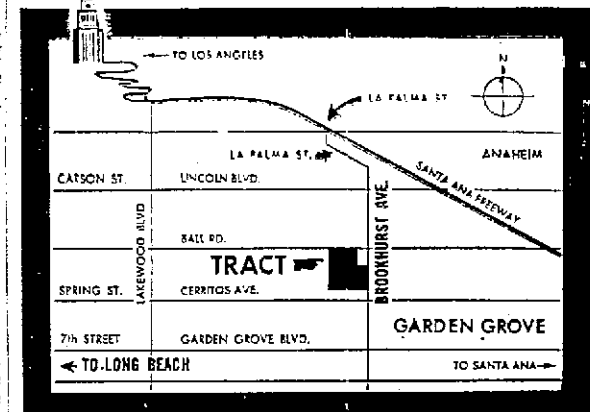 ← TO LOS ANGELES
N
LA PALMA ST.
LA PALMA ST.
ANAHEIM
CARSON ST.
LINCOLN BLVD.
SANTA ANA FREEWAY
LAKEWOOD BLVD
BROOKHURST AVE.
BALL RD.
TRACT
SPRING ST.
CERRITOS AVE.
GARDEN GROVE
7th STREET
GARDEN GROVE BLVD.
← TO LONG BEACH
TO SANTA ANA →